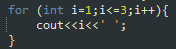 for (int i=1;i<=3;i++){
cout<<i<<' ';
}